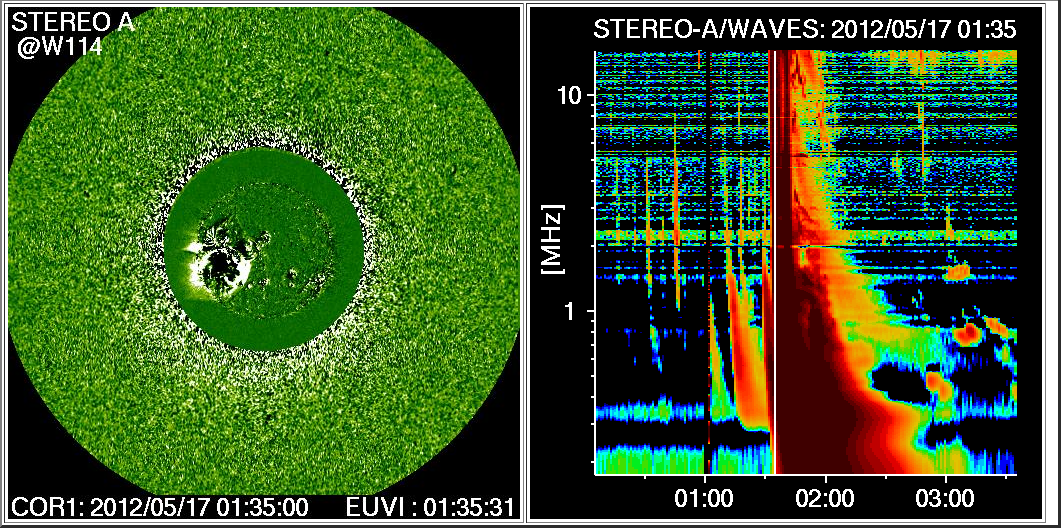 STEREO A
@W114
COR1: 2012/05/17 01:35:00 EUVI : 01:35:31
STEREO-A/WAVES: 2012/05/17 01:35
10
[MHz]
1
01:00 02:00 03:00